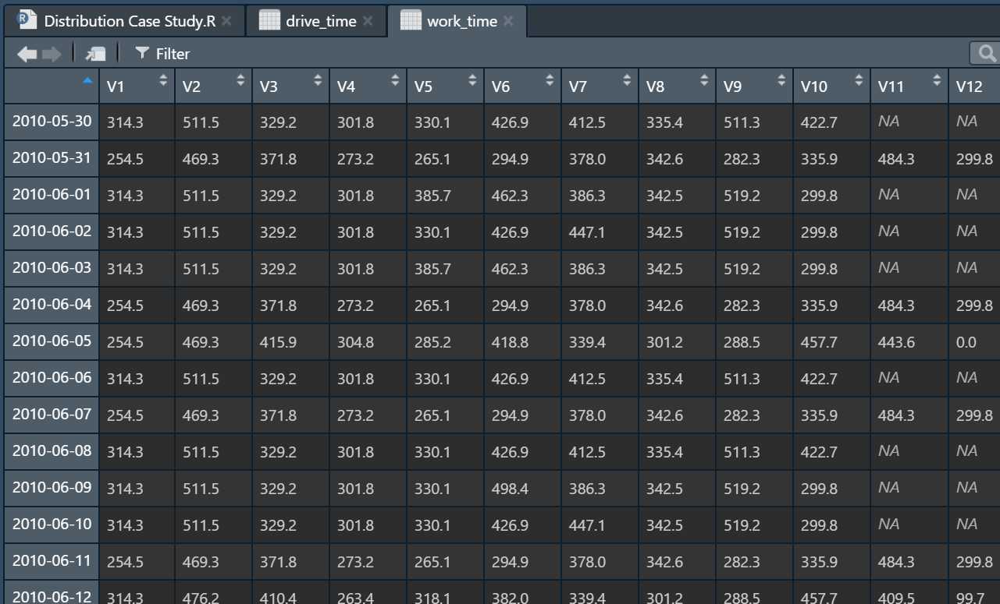 Distribution Case Study.R drive_time work_time
Filter
V1 V2 V3 V4 V5 V6 V7 V8 V9 V10 V11 V12
2010-05-30 314.3 511.5 329.2 301.8 330.1 426.9 412.5 335.4 511.3 422.7 NA NA
2010-05-31 254.5 469.3 371.8 273.2 265.1 294.9 378.0 342.6 282.3 335.9 484.3 299.8
2010-06-01 314.3 511.5 329.2 301.8 385.7 462.3 386.3 342.5 519.2 299.8 NA NA
2010-06-02 314.3 511.5 329.2 301.8 330.1 426.9 447.1 342.5 519.2 299.8 NA NA
2010-06-03 314.3 511.5 329.2 301.8 385.7 462.3 386.3 342.5 519.2 299.8 NA NA
2010-06-04 254.5 469.3 371.8 273.2 265.1 294.9 378.0 342.6 282.3 335.9 484.3 299.8
2010-06-05 254.5 469.3 415.9 304.8 285.2 418.8 339.4 301.2 288.5 457.7 443.6 0.0
2010-06-06 314.3 511.5 329.2 301.8 330.1 426.9 412.5 335.4 511.3 422.7 NA NA
2010-06-07 254.5 469.3 371.8 273.2 265.1 294.9 378.0 342.6 282.3 335.9 484.3 299.8
2010-06-08 314.3 511.5 329.2 301.8 330.1 426.9 412.5 335.4 511.3 422.7 NA NA
2010-06-09 314.3 511.5 329.2 301.8 330.1 498.4 386.3 342.5 519.2 299.8 NA NA
2010-06-10 314.3 511.5 329.2 301.8 330.1 426.9 447.1 342.5 519.2 299.8 NA NA
2010-06-11 254.5 469.3 371.8 273.2 265.1 294.9 378.0 342.6 282.3 335.9 484.3 299.8
2010-06-12 314.3 476.2 410.4 263.4 318.1 382.0 339.4 301.2 288.5 457.7 409.5 99.7